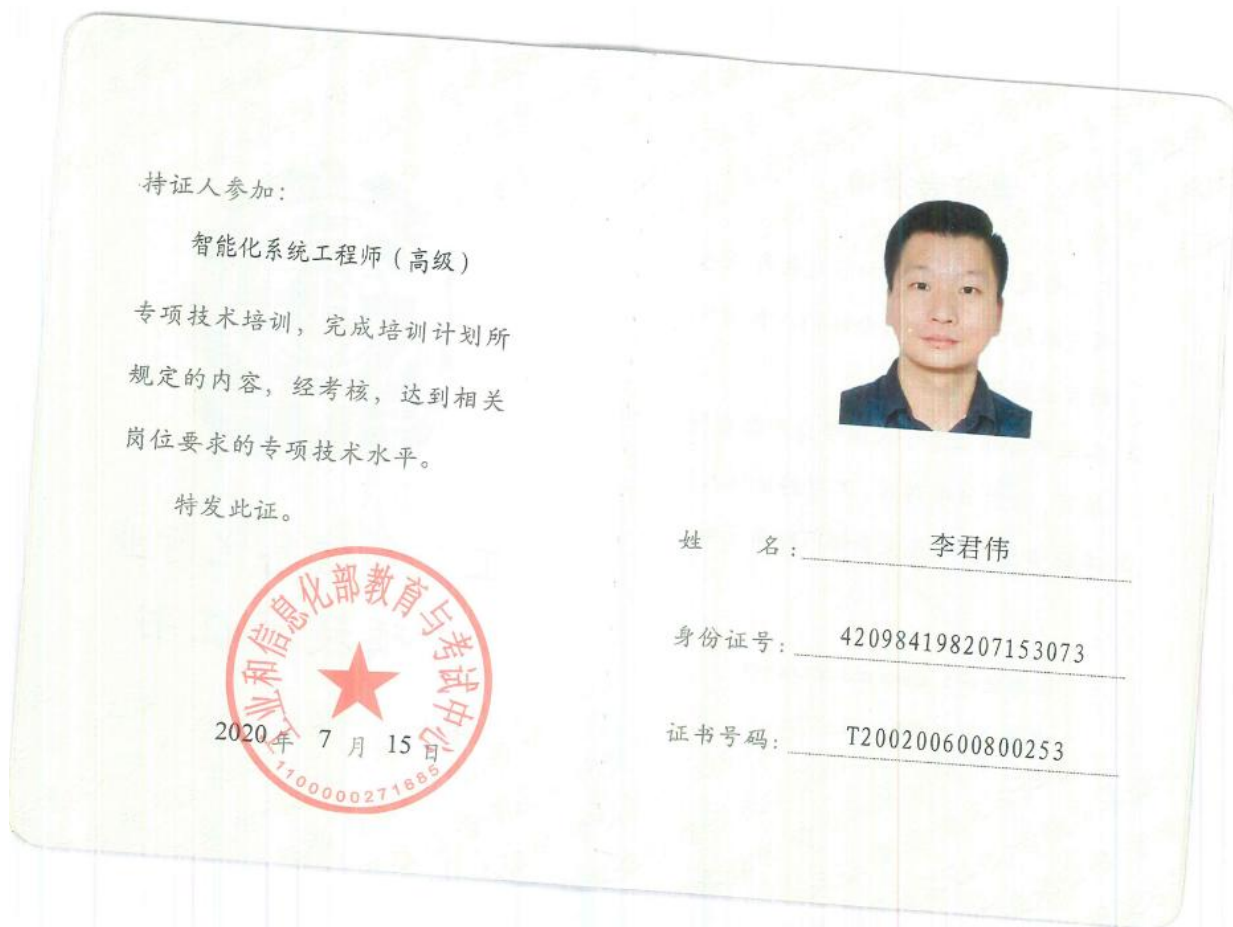 持证人参加：
智能化系统工程师（高级）
专项技术培训，完成培训计划所
规定的内容，经考核，达到相关
岗位要求的专项技术水平。
特发此证。
工业和信息化部教育与考试中心
2020 年 7 月 15 日
1100000271885
姓 名：李君伟
身份证号：420984198207153073
证书号码：T200200600800253